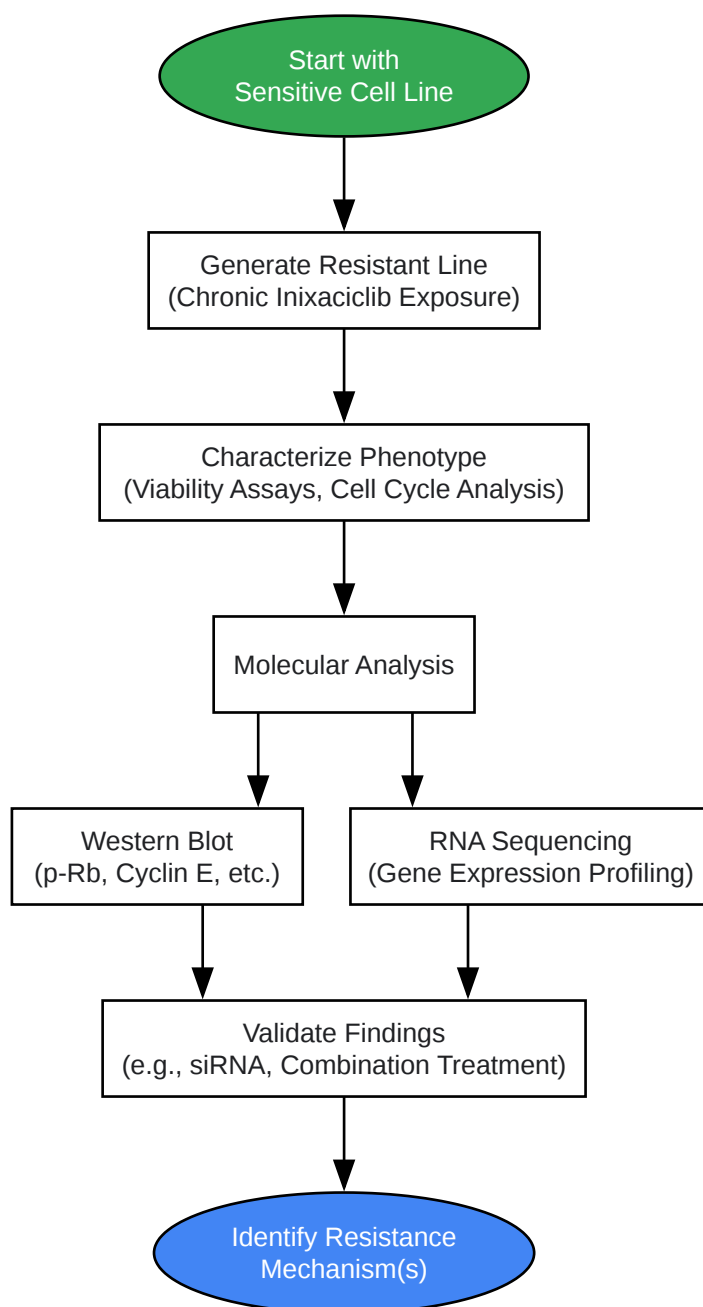 Start with
Sensitive Cell Line
Generate Resistant Line
(Chronic Inixaciclib Exposure)
Characterize Phenotype
(Viability Assays, Cell Cycle Analysis)
Molecular Analysis
Western Blot
(p-Rb, Cyclin E, etc.)
RNA Sequencing
(Gene Expression Profiling)
Validate Findings
(e.g., siRNA, Combination Treatment)
Identify Resistance
Mechanism(s)